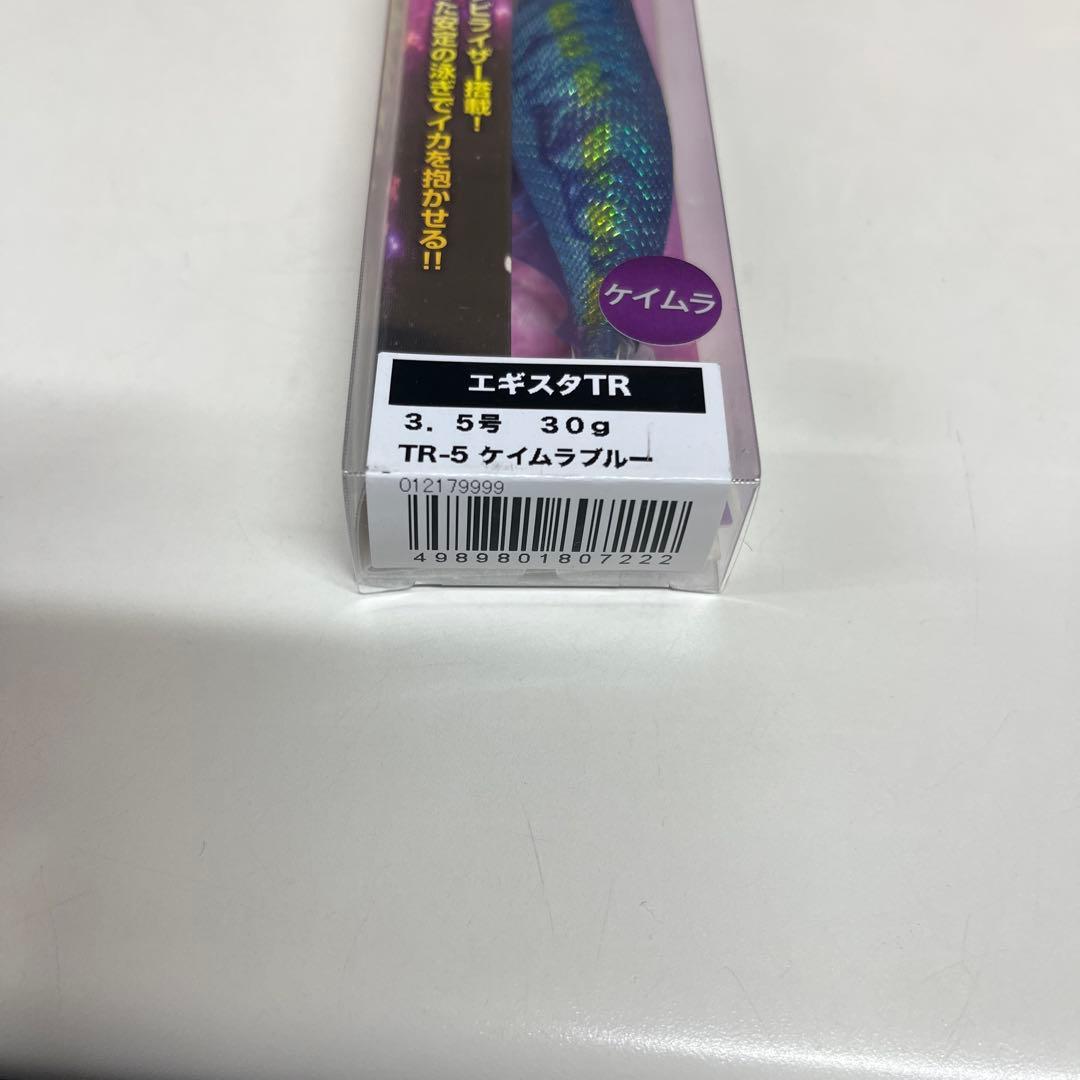 ビライザー搭載!
た安定の泳ぎでイカを抱かせる!!
ケイムラ
エギスタTR
3. 5号 30g
TR-5 ケイムラブルー
012179999
4989801807222